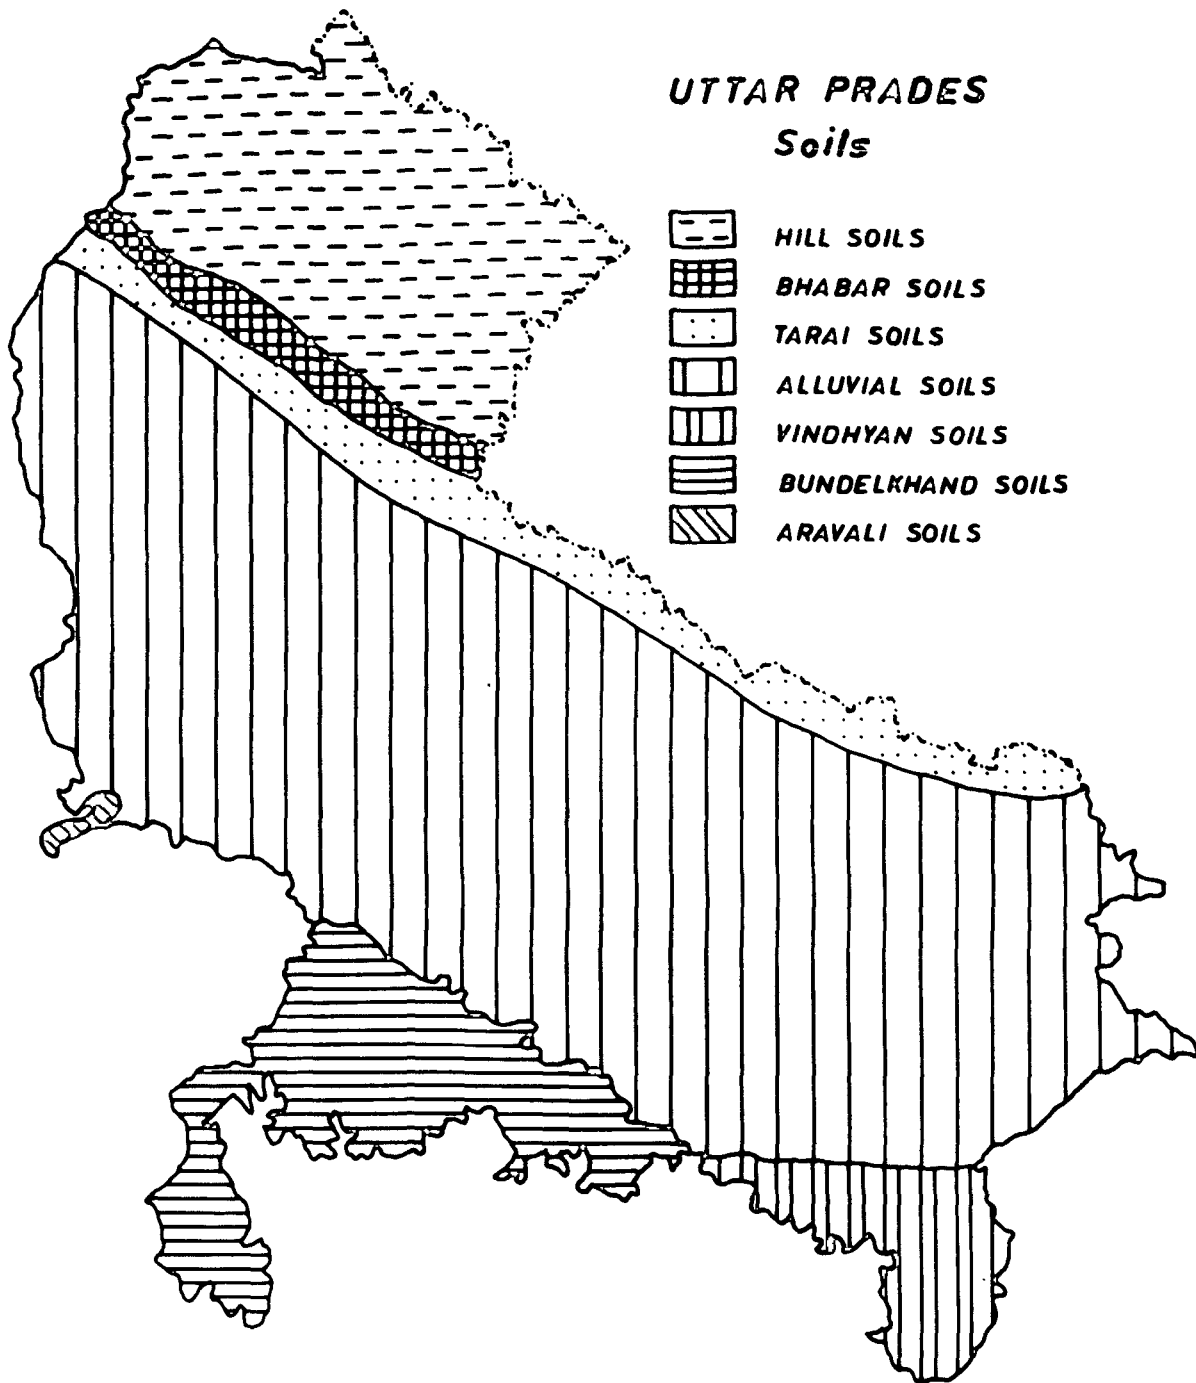 UTTAR PRADES
Soils
HILL SOILS
BHABAR SOILS
TARAI SOILS
ALLUVIAL SOILS
VINDHYAN SOILS
BUNDELKHAND SOILS
ARAVALI SOILS